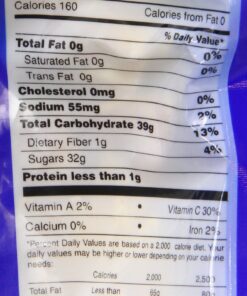 Calories 160 Calories from Fat 0
% Daily Value*
Total Fat 0g 0%
Saturated Fat 0g 0%
Trans Fat 0g
Cholesterol 0mg 0%
Sodium 55mg 2%
Total Carbohydrate 39g 13%
Dietary Fiber 1g 4%
Sugars 32g
Protein less than 1g
Vitamin A 2% • Vitamin C 30%
Calcium 0% • Iron 2%
*Percent Daily Values are based on a 2,000 calorie diet. Your
daily values may be higher or lower depending on your calorie
needs:
Calories 2,000 2,500
Total Fat Less than 65g 80g